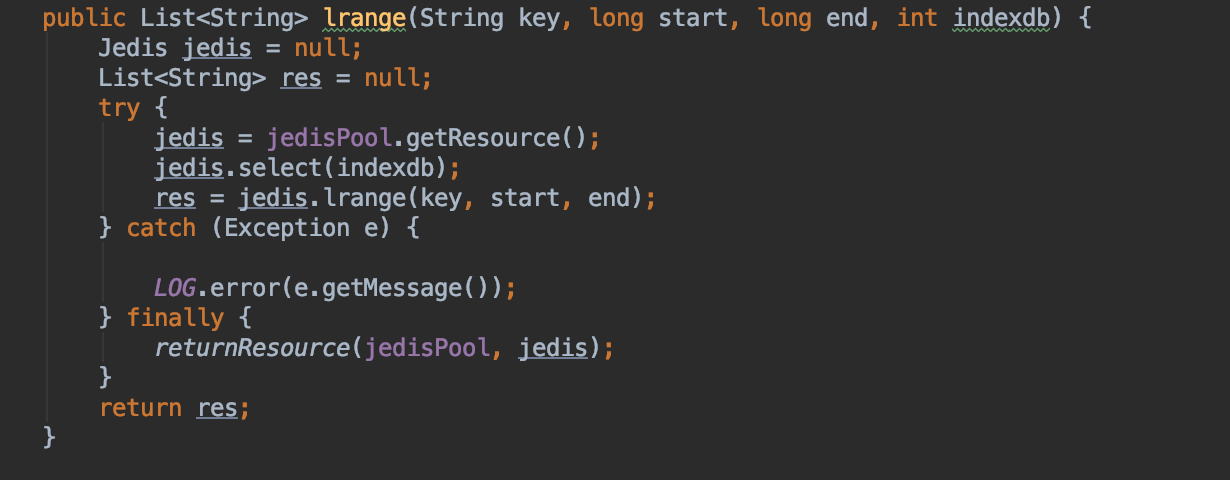 public List<String> lrange(String key, long start, long end, int indexdb) {
    Jedis jedis = null;
    List<String> res = null;
    try {
        jedis = jedisPool.getResource();
        jedis.select(indexdb);
        res = jedis.lrange(key, start, end);
    } catch (Exception e) {

        LOG.error(e.getMessage());
    } finally {
        returnResource(jedisPool, jedis);
    }
    return res;
}